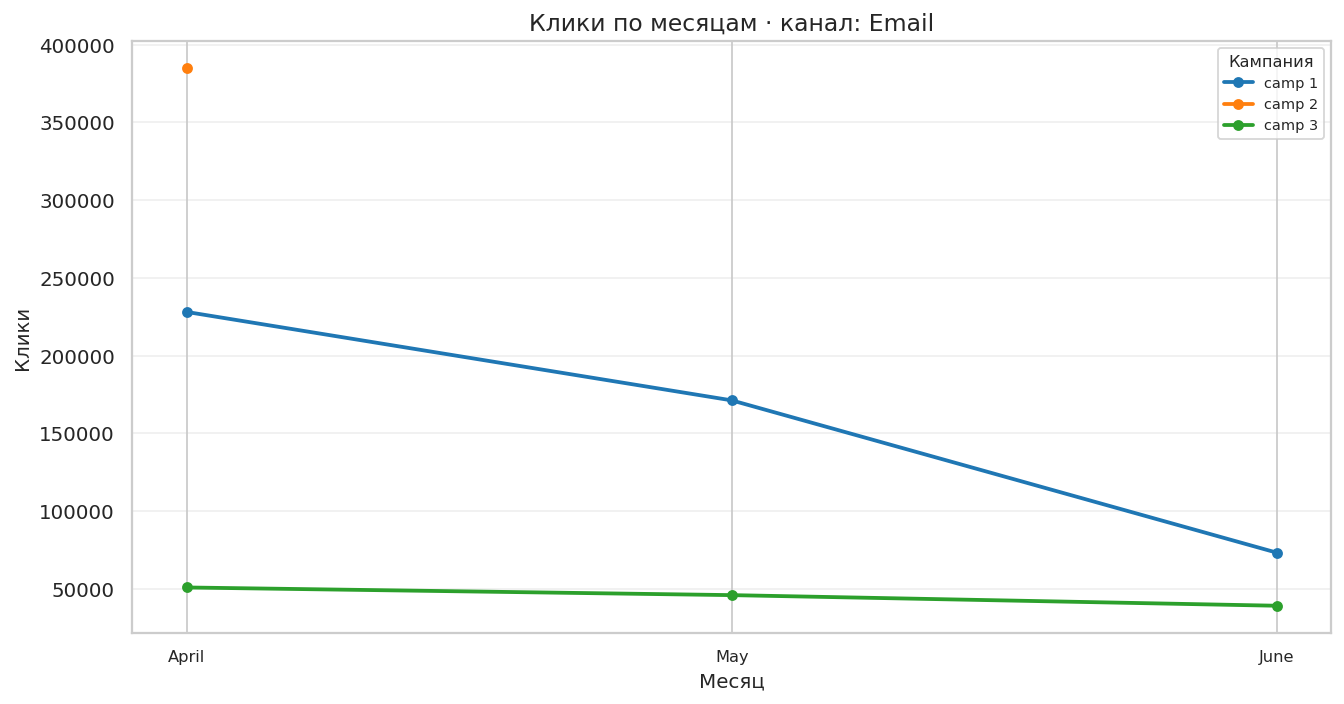 Клики по месяцам · канал: Email
400000
350000
300000
250000
200000
150000
100000
50000
Клики
Кампания
camp 1
camp 2
camp 3
April
May
June
Месяц